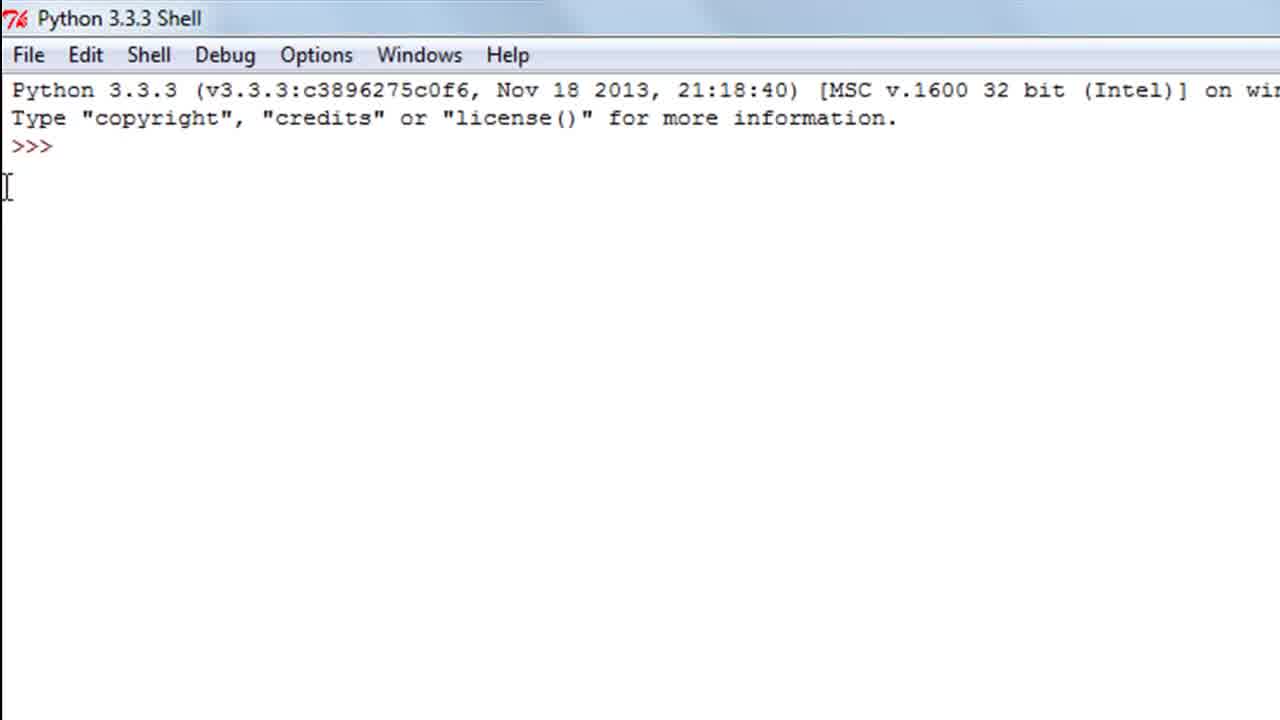 Python 3.3.3 Shell
File Edit Shell Debug Options Windows Help
Python 3.3.3 (v3.3.3:c3896275c0f6, Nov 18 2013, 21:18:40) [MSC v.1600 32 bit (Intel)] on
Type "copyright", "credits" or "license()" for more information.
>>>